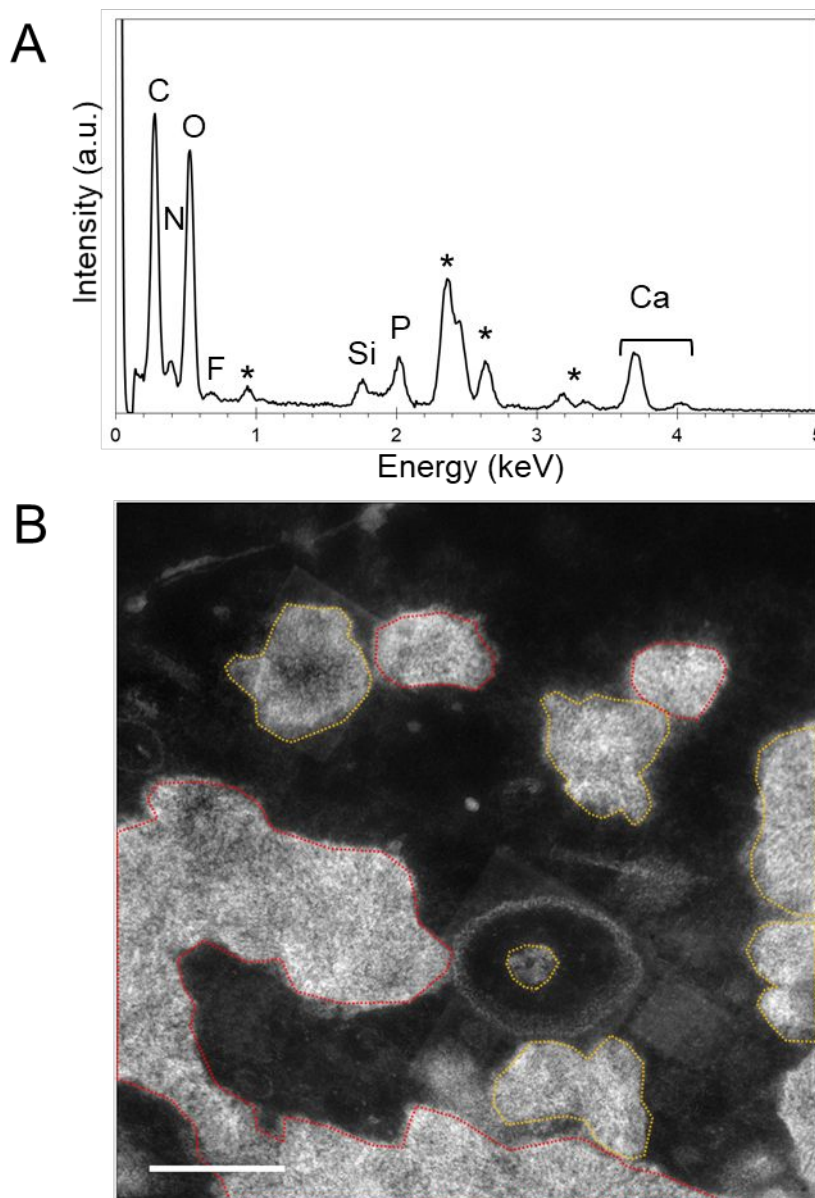 A
Intensity (a.u.)
C
O
N
F
*
Si
P
*
*
*
Ca
0 1 2 3 4 5
Energy (keV)
B